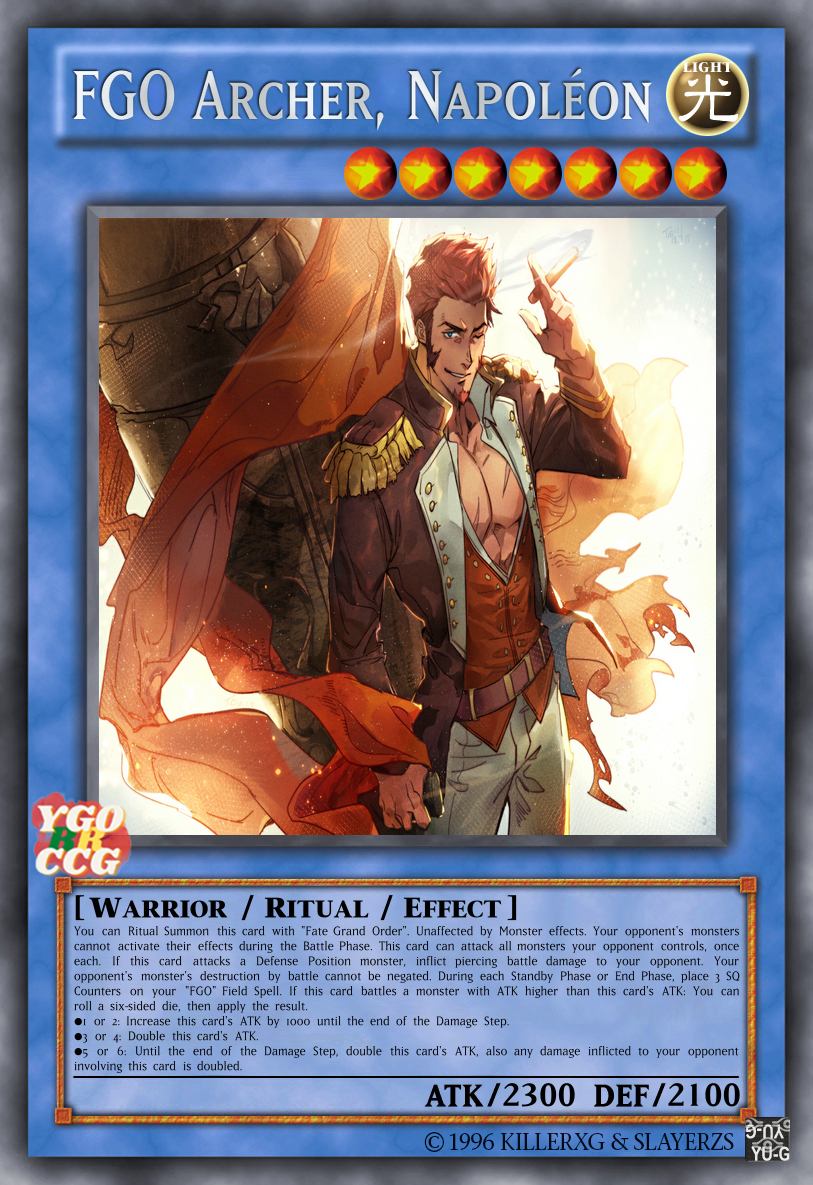 FGO Archer, Napoléon
LIGHT
光
YGO
RR
CCG
[ Warrior / Ritual / Effect ]
You can Ritual Summon this card with "Fate Grand Order". Unaffected by Monster effects. Your opponent's monsters
cannot activate their effects during the Battle Phase. This card can attack all monsters your opponent controls, once
each. If this card attacks a Defense Position monster, inflict piercing battle damage to your opponent. Your
opponent's monster's destruction by battle cannot be negated. During each Standby Phase or End Phase, place 3 SQ
Counters on your "FGO" Field Spell. If this card battles a monster with ATK higher than this card's ATK: You can
roll a six-sided die, then apply the result.
●1 or 2: Increase this card's ATK by 1000 until the end of the Damage Step.
●3 or 4: Double this card's ATK.
●5 or 6: Until the end of the Damage Step, double this card's ATK, also any damage inflicted to your opponent
involving this card is doubled.
ATK/2300 DEF/2100
© 1996 KILLERXG & SLAYERZS
YU-G